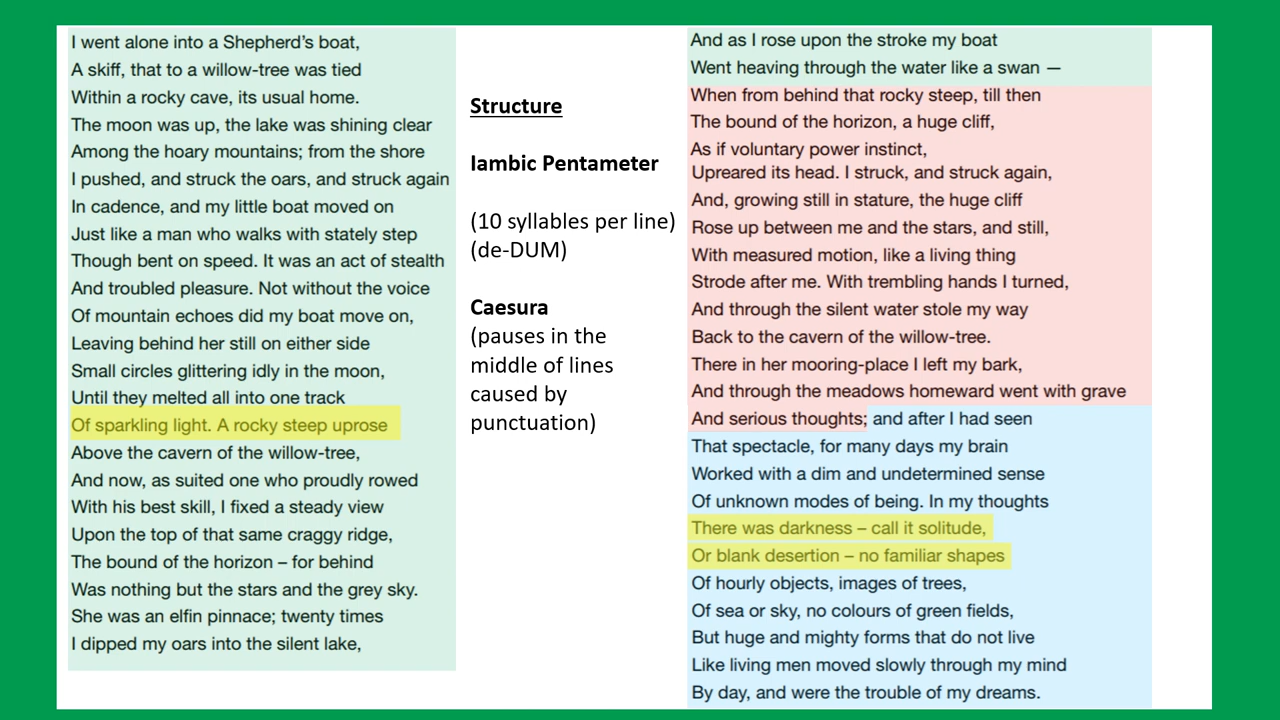 I went alone into a Shepherd's boat,
A skiff, that to a willow-tree was tied
Within a rocky cave, its usual home.
The moon was up, the lake was shining clear
Among the hoary mountains; from the shore
I pushed, and struck the oars, and struck again
In cadence, and my little boat moved on
Just like a man who walks with stately step
Though bent on speed. It was an act of stealth
And troubled pleasure. Not without the voice
Of mountain echoes did my boat move on,
Leaving behind her still on either side
Small circles glittering idly in the moon,
Until they melted all into one track
Of sparkling light. A rocky steep uprose
Above the cavern of the willow-tree,
And now, as suited one who proudly rowed
With his best skill, I fixed a steady view
Upon the top of that same craggy ridge,
The bound of the horizon – for behind
Was nothing but the stars and the grey sky.
She was an elfin pinnace; twenty times
I dipped my oars into the silent lake,
Structure
Iambic Pentameter
(10 syllables per line)
(de-DUM)
Caesura
(pauses in the
middle of lines
caused by
punctuation)
And as I rose upon the stroke my boat
Went heaving through the water like a swan —
When from behind that rocky steep, till then
The bound of the horizon, a huge cliff,
As if voluntary power instinct,
Upreared its head. I struck, and struck again,
And, growing still in stature, the huge cliff
Rose up between me and the stars, and still,
With measured motion, like a living thing
Strode after me. With trembling hands I turned,
And through the silent water stole my way
Back to the cavern of the willow-tree.
There in her mooring-place I left my bark,
And through the meadows homeward went with grave
And serious thoughts; and after I had seen
That spectacle, for many days my brain
Worked with a dim and undetermined sense
Of unknown modes of being. In my thoughts
There was darkness – call it solitude,
Or blank desertion – no familiar shapes
Of hourly objects, images of trees,
Of sea or sky, no colours of green fields,
But huge and mighty forms that do not live
Like living men moved slowly through my mind
By day, and were the trouble of my dreams.